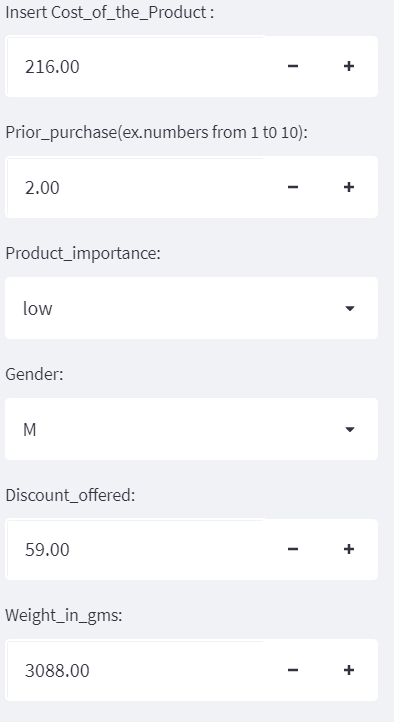 Insert Cost_of_the_Product :
216.00
Prior_purchase(ex.numbers from 1 t0 10):
2.00
Product_importance:
low
Gender:
M
Discount_offered:
59.00
Weight_in_gms:
3088.00